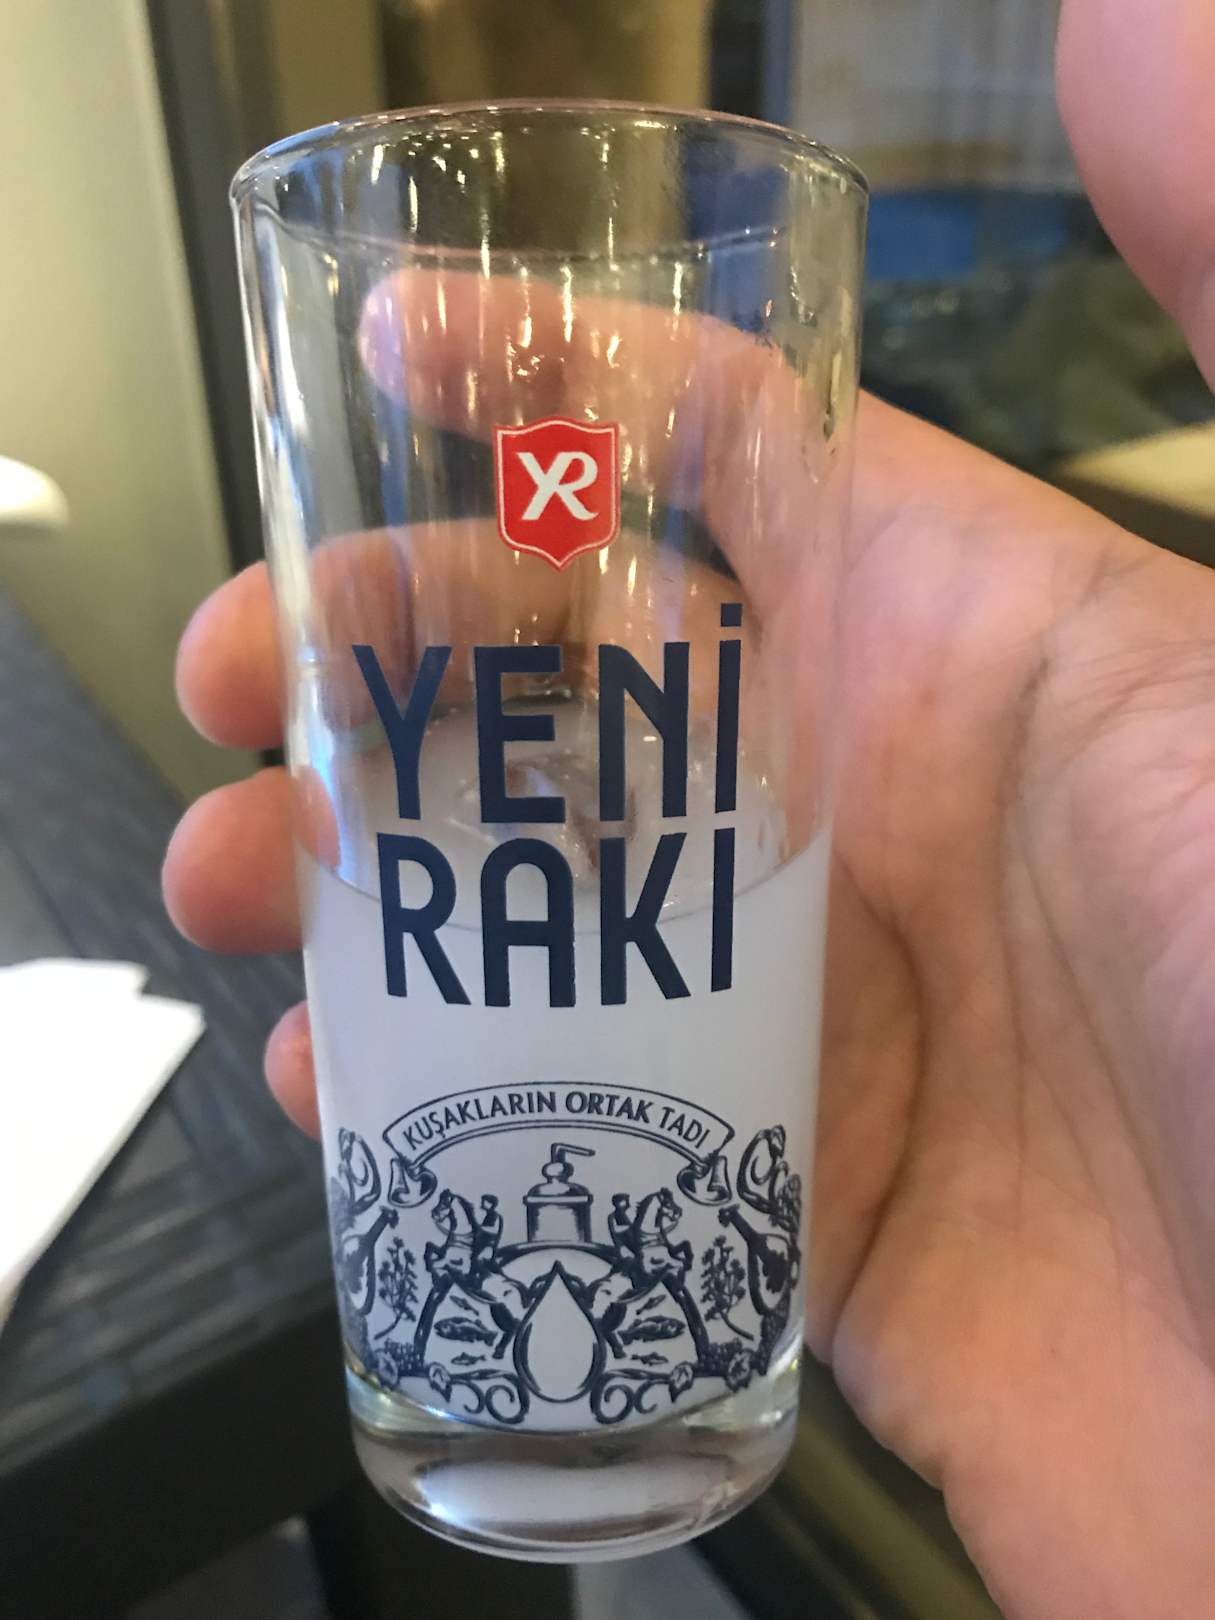 YR
YENİ
RAKI
KUŞAKLARIN ORTAK TADI